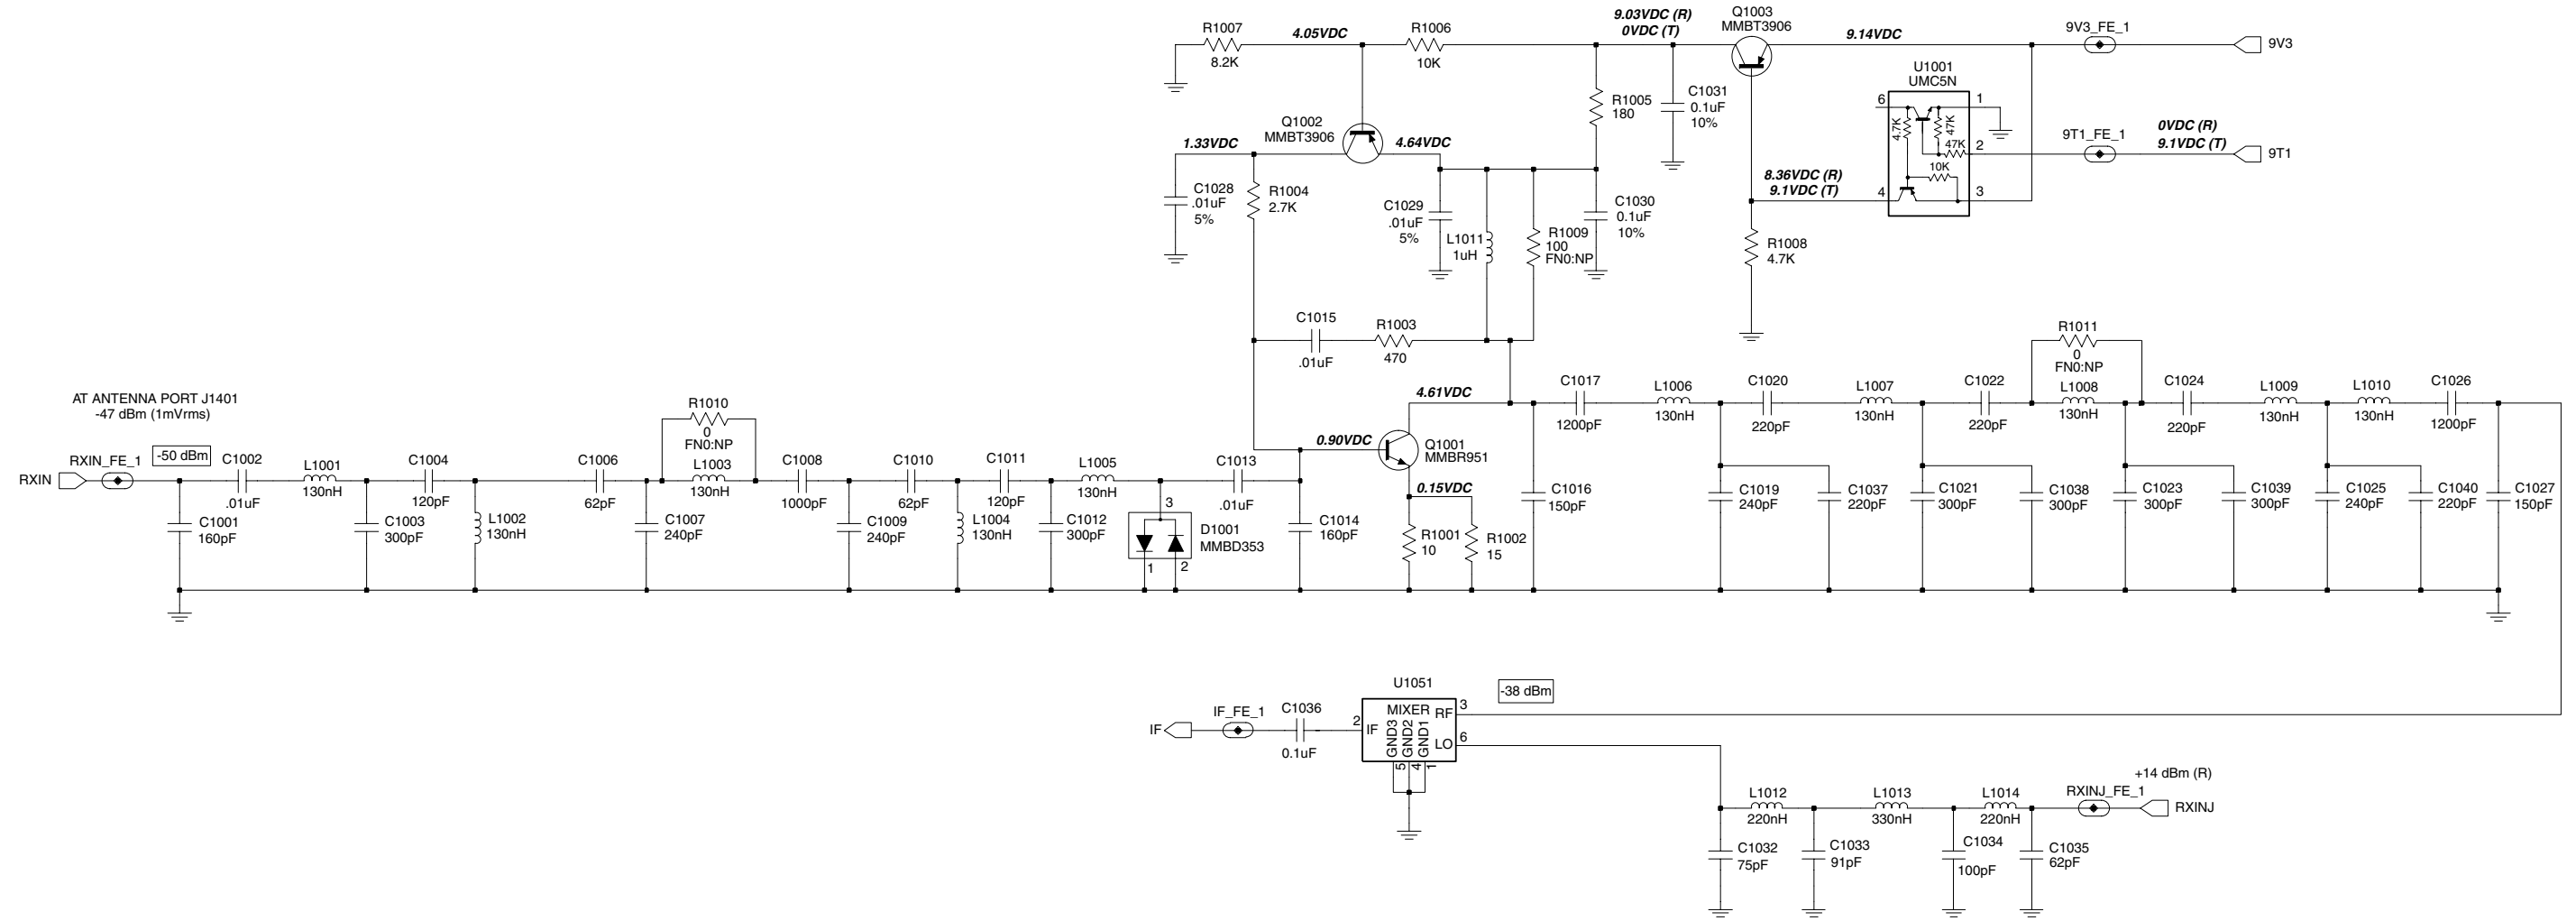 R1007
8.2K
4.05VDC
R1006
10K
9.03VDC (R)
0VDC (T)
Q1003
MMBT3906
9.14VDC
9V3_FE_1
9V3
U1001
UMC5N
6
1
4.7K
47K
47K
2
10K
4
3
9T1_FE_1
0VDC (R)
9.1VDC (T)
9T1
R1005
180
C1031
0.1uF
10%
Q1002
MMBT3906
1.33VDC
4.64VDC
8.36VDC (R)
9.1VDC (T)
C1028
.01uF
5%
R1004
2.7K
C1029
.01uF
5%
L1011
1uH
R1009
100
FN0:NP
C1030
0.1uF
10%
R1008
4.7K
C1015
.01uF
R1003
470
R1011
0
FN0:NP
AT ANTENNA PORT J1401
-47 dBm (1mVrms)
RXIN
RXIN_FE_1
-50 dBm
C1002
.01uF
L1001
130nH
C1004
120pF
C1006
62pF
R1010
0
FN0:NP
L1003
130nH
C1008
1000pF
C1010
62pF
C1011
120pF
L1005
130nH
C1013
.01uF
0.90VDC
4.61VDC
Q1001
MMBR951
0.15VDC
C1017
1200pF
L1006
130nH
C1020
220pF
L1007
130nH
C1022
220pF
L1008
130nH
C1024
220pF
L1009
130nH
L1010
130nH
C1026
1200pF
C1001
160pF
C1003
300pF
L1002
130nH
C1007
240pF
C1009
240pF
L1004
130nH
C1012
300pF
3
D1001
MMBD353
1
2
C1014
160pF
R1001
10
R1002
15
C1016
150pF
C1019
240pF
C1037
220pF
C1021
300pF
C1038
300pF
C1023
300pF
C1039
300pF
C1025
240pF
C1040
220pF
C1027
150pF
IF
IF_FE_1
C1036
0.1uF
U1051
MIXER
2
IF
RF
3
LO
6
GND3
GND2
GND1
5
4
1
-38 dBm
+14 dBm (R)
L1012
220nH
L1013
330nH
L1014
220nH
RXINJ_FE_1
RXINJ
C1032
75pF
C1033
91pF
C1034
100pF
C1035
62pF